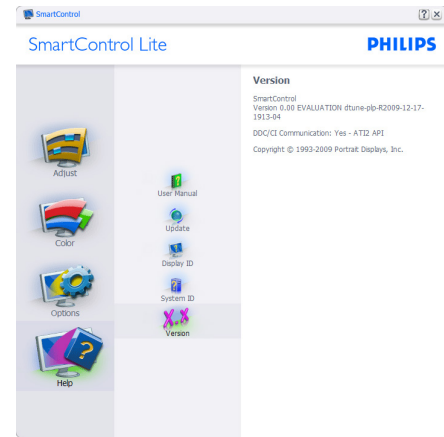 SmartControl
SmartControl Lite
PHILIPS
Adjust
Color
Options
Help
User Manual
Update
Display ID
System ID
X.X
Version
Version
SmartControl
Version 0.00 EVALUATION dtune-plp-R2009-12-17-
1913-04
DDC/CI Communication: Yes - ATI2 API
Copyright © 1993-2009 Portrait Displays, Inc.